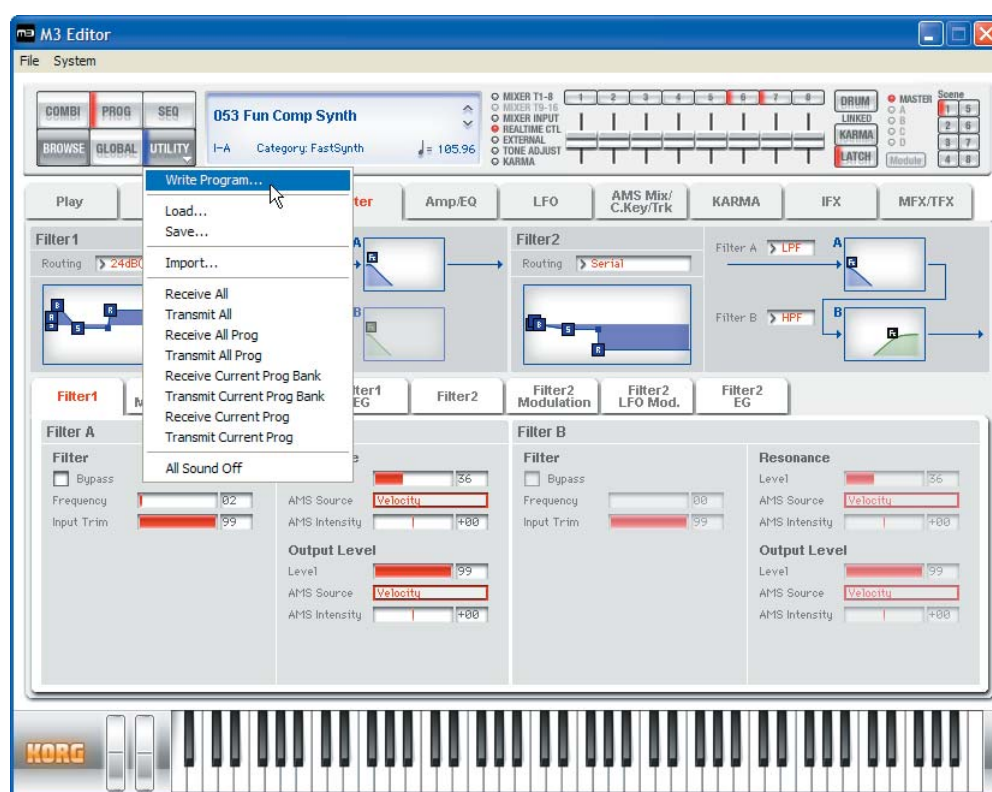 m3 M3 Editor
File System
COMBI PROG SEQ
BROWSE GLOBAL UTILITY
053 Fun Comp Synth
I-A Category: FastSynth ♩= 105.96
MIXER T1-8
MIXER T9-16
MIXER INPUT
REALTIME CTL
EXTERNAL
TONE ADJUST
KARMA
1 2 3 4 5 6 7 8
DRUM
LINKED
KARMA
LATCH
MASTER
A
B
C
D
Module
Scene
1 5
2 6
3 7
4 8
Write Program...
Load...
Save...
Import...
Receive All
Transmit All
Receive All Prog
Transmit All Prog
Receive Current Prog Bank
Transmit Current Prog Bank
Receive Current Prog
Transmit Current Prog
All Sound Off
Play ter Amp/EQ LFO AMS Mix/ C.Key/Trk KARMA IFX MFX/TFX
Filter1
Routing 24dB
A
Fc
B
Fc
Filter2
Routing Serial
Filter A LPF A
Fc
Filter B HPF B
Fc
Filter1 M ter1 EG Filter2 Filter2 Modulation Filter2 LFO Mod. Filter2 EG
Filter A
Filter
Bypass
Frequency 02
Input Trim 99
e
36
AMS Source Velocity
AMS Intensity +00
Output Level
Level 99
AMS Source Velocity
AMS Intensity +00
Filter B
Filter
Bypass
Frequency 00
Input Trim 99
Resonance
Level 36
AMS Source Velocity
AMS Intensity +00
Output Level
Level 99
AMS Source Velocity
AMS Intensity +00
KORG